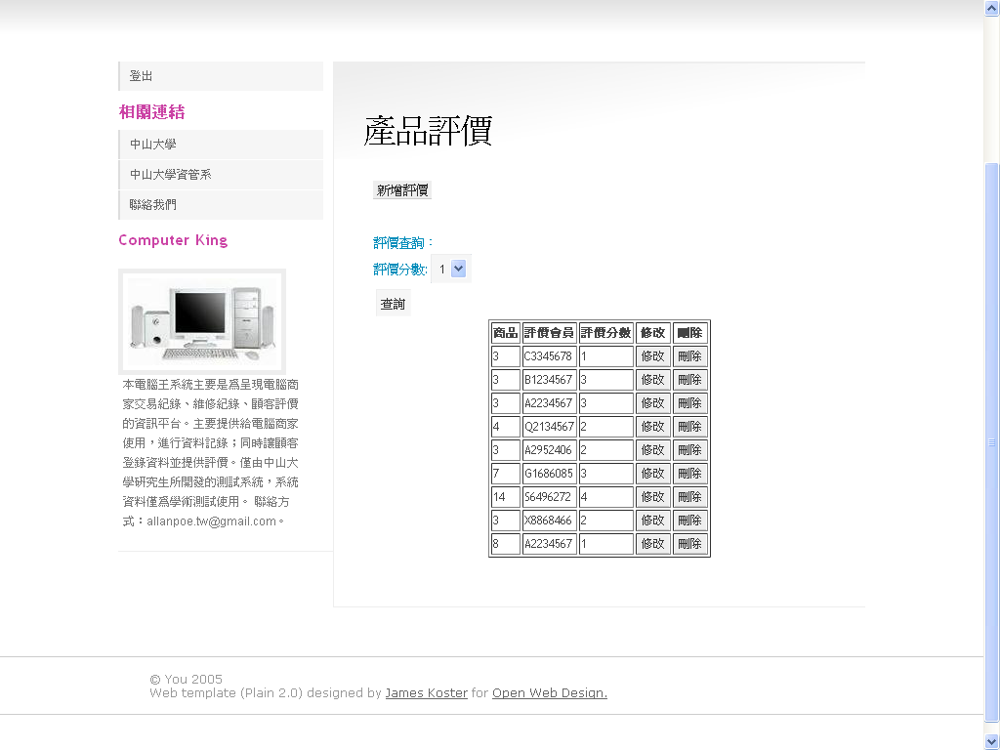 登出
相關連結
中山大學
中山大學資管系
聯絡我們
Computer King
本電腦王系統主要是為呈現電腦商
家交易紀錄、維修紀錄、顧客評價
的資訊平台。主要提供給電腦商家
使用，進行資料記錄；同時讓顧客
登錄資料並提供評價。僅由中山大
學研究生所開發的測試系統，系統
資料僅為學術測試使用。 聯絡方
式：allanpoe.tw@gmail.com。
產品評價
新增評價
評價查詢：
評價分數: 1
查詢
商品 評價會員 評價分數 修改 刪除
3 C3345678 1 修改 刪除
3 B1234567 3 修改 刪除
3 A2234567 3 修改 刪除
4 Q2134567 2 修改 刪除
3 A2952406 2 修改 刪除
7 G1686085 3 修改 刪除
14 S6496272 4 修改 刪除
3 X8868466 2 修改 刪除
8 A2234567 1 修改 刪除
© You 2005
Web template (Plain 2.0) designed by James Koster for Open Web Design.